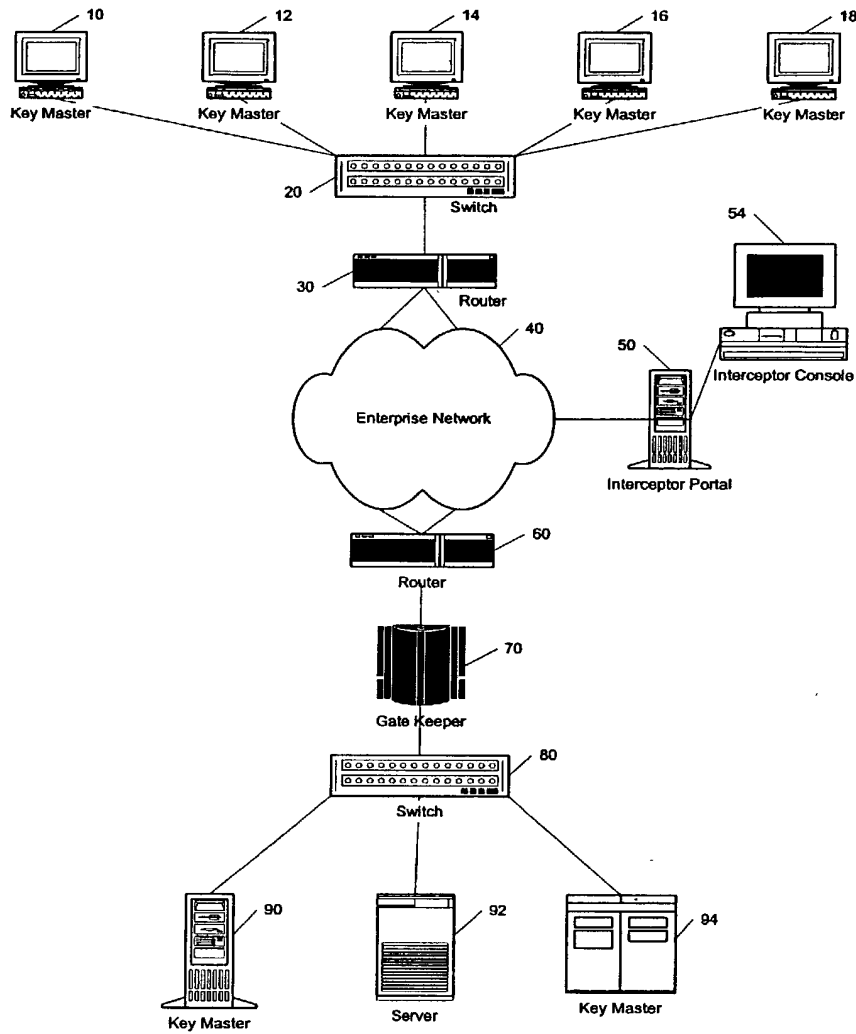 10 12 14 16 18
Key Master Key Master Key Master Key Master Key Master
20
Switch
54
30
Router
40
50
Interceptor Console
Enterprise Network
Interceptor Portal
60
Router
70
Gate Keeper
80
Switch
90 92 94
Key Master Server Key Master